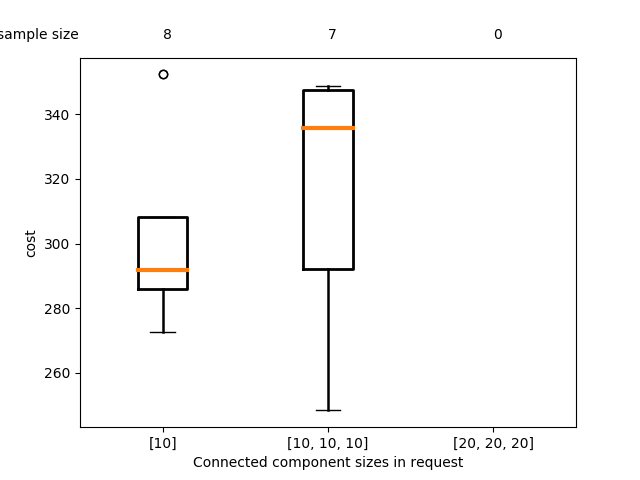 sample size 8 7 0
340
320
300
280
260
cost
[10] [10, 10, 10] [20, 20, 20]
Connected component sizes in request